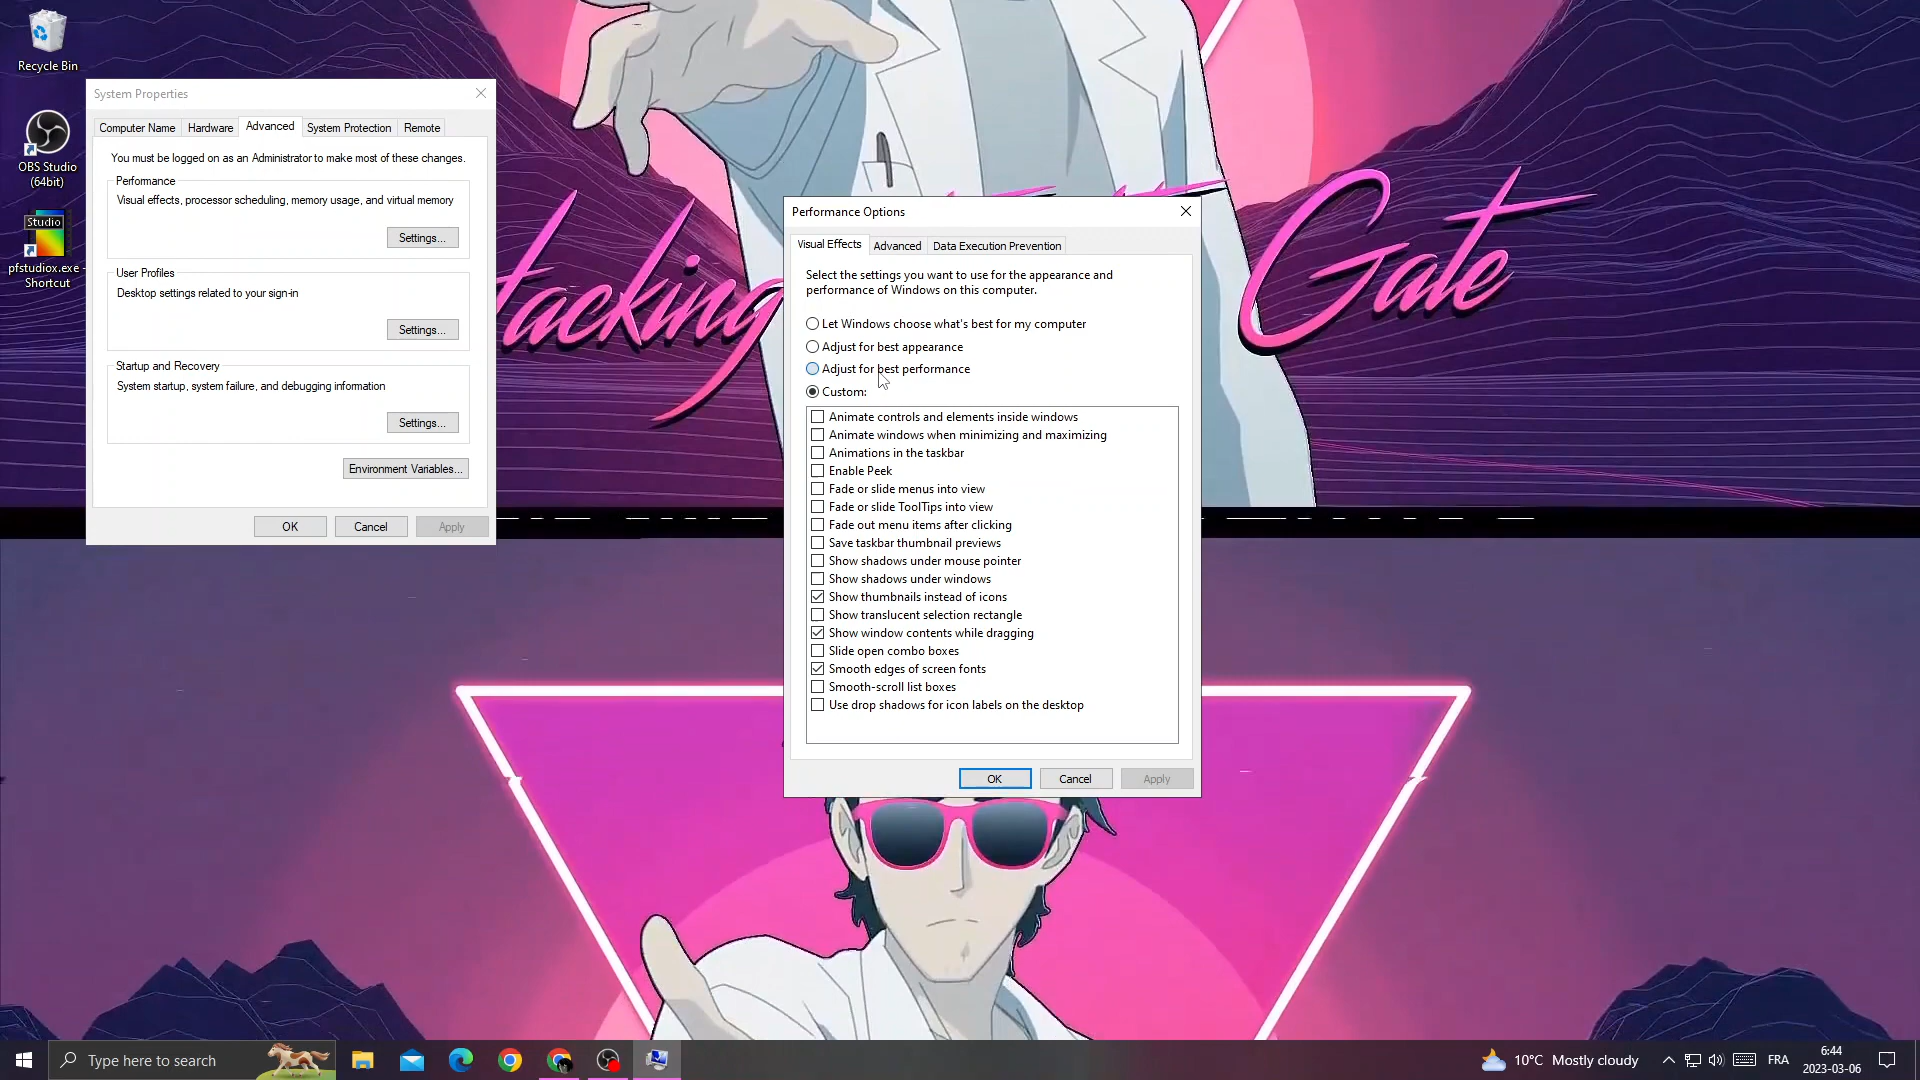 Recycle Bin
OBS Studio
(64bit)
Studio
pfstudiox.exe -
Shortcut
System Properties
Computer Name
Hardware
Advanced
System Protection
Remote
You must be logged on as an Administrator to make most of these changes.
Performance
Visual effects, processor scheduling, memory usage, and virtual memory
Settings...
User Profiles
Desktop settings related to your sign-in
Settings...
Startup and Recovery
System startup, system failure, and debugging information
Settings...
Environment Variables...
OK
Cancel
Apply
Gate
Performance Options
Visual Effects
Advanced
Data Execution Prevention
Select the settings you want to use for the appearance and
performance of Windows on this computer.
Let Windows choose what's best for my computer
Adjust for best appearance
Adjust for best performance
Custom:
Animate controls and elements inside windows
Animate windows when minimizing and maximizing
Animations in the taskbar
Enable Peek
Fade or slide menus into view
Fade or slide ToolTips into view
Fade out menu items after clicking
Save taskbar thumbnail previews
Show shadows under mouse pointer
Show shadows under windows
Show thumbnails instead of icons
Show translucent selection rectangle
Show window contents while dragging
Slide open combo boxes
Smooth edges of screen fonts
Smooth-scroll list boxes
Use drop shadows for icon labels on the desktop
OK
Cancel
Apply
Type here to search
10°C Mostly cloudy
FRA
6:44
2023-03-06